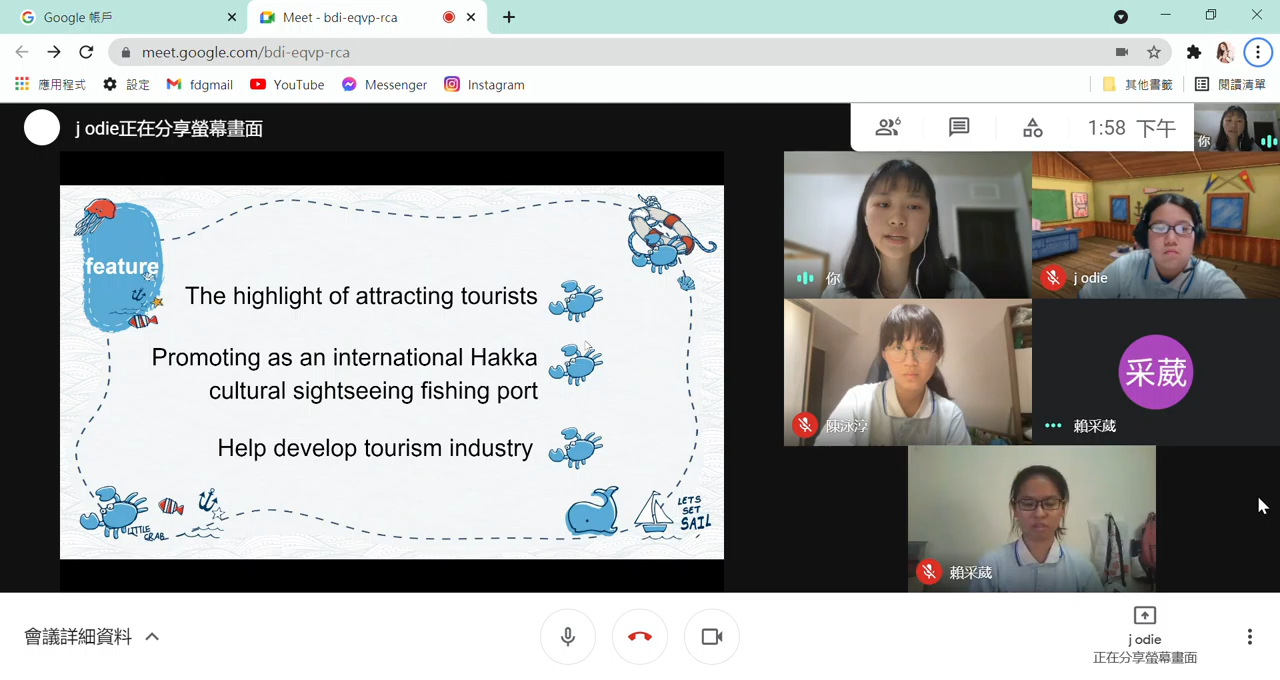 Google 帳戶
Meet - bdi-eqvp-rca
meet.google.com/bdi-eqvp-rca
應用程式
設定
fdgmail
YouTube
Messenger
Instagram
其他書籤
閱讀清單
j odie正在分享螢幕畫面
6
1:58 下午
你
feature
The highlight of attracting tourists
Promoting as an international Hakka
cultural sightseeing fishing port
Help develop tourism industry
LITTLE
CRAB
LETS
SET
SAIL
你
j odie
陳泳淳
采葳
賴采葳
賴采葳
會議詳細資料
j odie
正在分享螢幕畫面